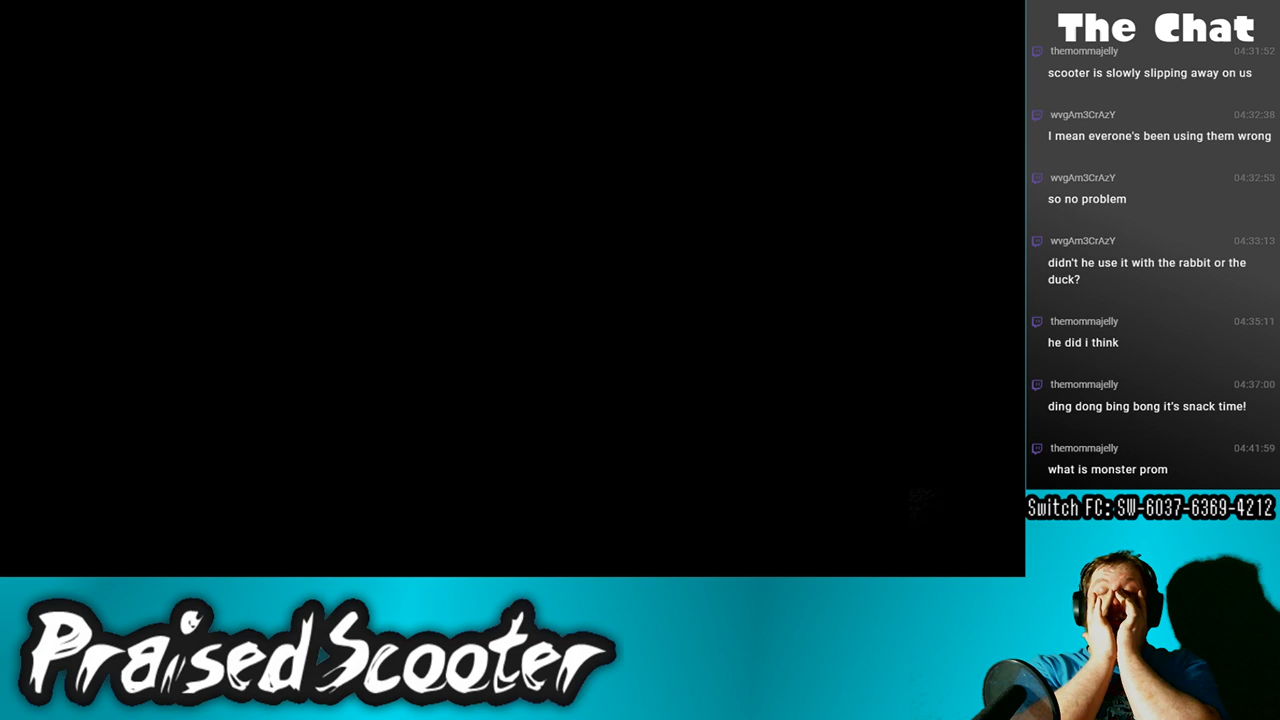 The Chat
themommajelly 04:31:52
scooter is slowly slipping away on us
wvgAm3CrAzY 04:32:38
I mean everone's been using them wrong
wvgAm3CrAzY 04:32:53
so no problem
wvgAm3CrAzY 04:33:13
didn't he use it with the rabbit or the
duck?
themommajelly 04:35:11
he did i think
themommajelly 04:37:00
ding dong bing bong it's snack time!
themommajelly 04:41:59
what is monster prom
Switch FC: SW-6037-6369-4212
PraisedScooter